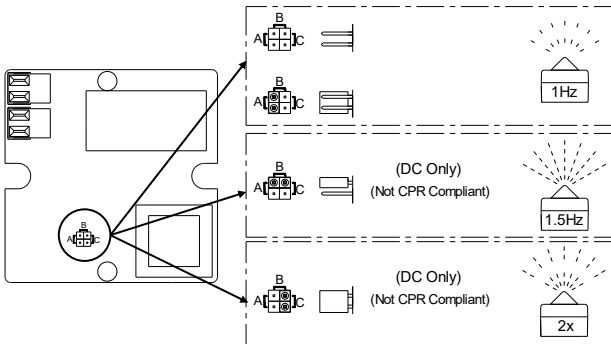 B
A C
1Hz
B
A C
B
A C
(DC Only)
(Not CPR Compliant)
1.5Hz
B
A C
B
A C
(DC Only)
(Not CPR Compliant)
2x